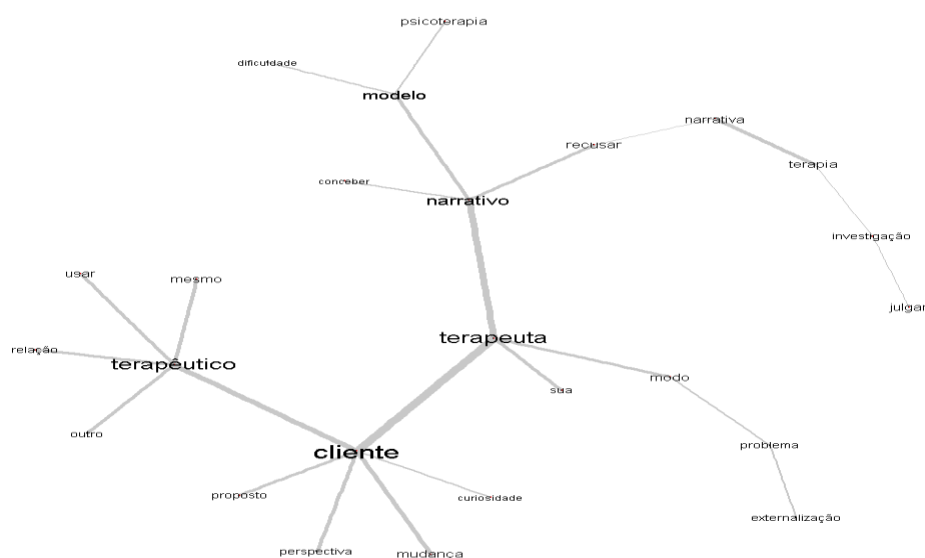 psicoterapia
dificuldade
modelo
narrativa
recusar
terapia
conceber
narrativo
investigação
usar
mesmo
julgar
terapeuta
relação
terapêutico
modo
sua
outro
problema
cliente
proposto
curiosidade
externalização
perspectiva
mudança